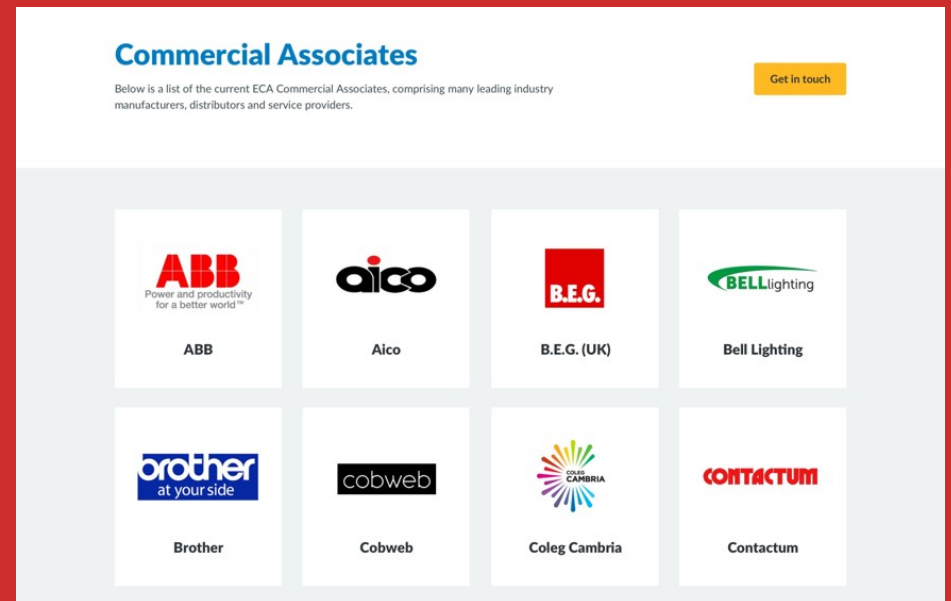 Commercial Associates
Below is a list of the current ECA Commercial Associates, comprising many leading industry
manufacturers, distributors and service providers.
Get in touch
ABB
Power and productivity
for a better world™
ABB
aico
Aico
B.E.G.
B.E.G. (UK)
BELLlighting
Bell Lighting
brother
at your side
Brother
cobweb
Cobweb
COLEG
CAMBRIA
Coleg Cambria
CONTACTUM
Contactum